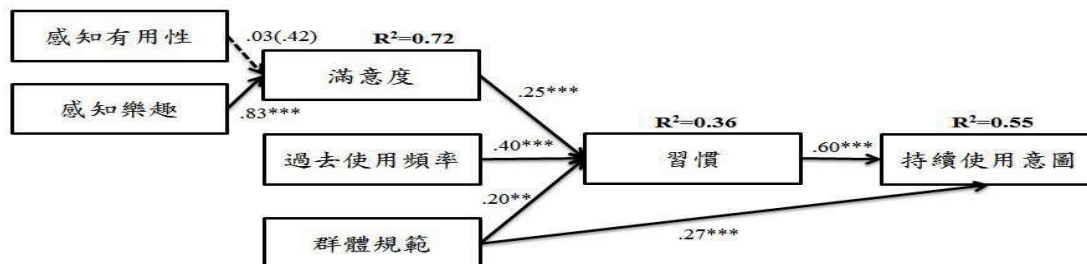 感知有用性
.03(.42)
R²=0.72
滿意度
感知樂趣
.83***
.25***
R²=0.36
R²=0.55
過去使用頻率
.40***
習慣
.60***
持續使用意圖
.20**
群體規範
.27***